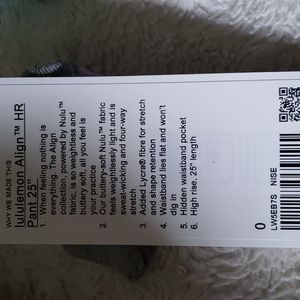 WHY WE MADE THIS
lululemon Align™ HR
Pant 25"
1. When feeling nothing is
everything. The Align
collection, powered by Nulu™
fabric, is so weightless and
buttery soft, all you feel is
your practice
2. Our buttery-soft Nulu™ fabric
feels weightlessly light and is
sweat-wicking and four-way
stretch
3. Added Lycra® fibre for stretch
and shape retention
4. Waistband lies flat and won't
dig in
5. Hidden waistband pocket
6. High rise, 25" length
0
LW5EB7S NISE